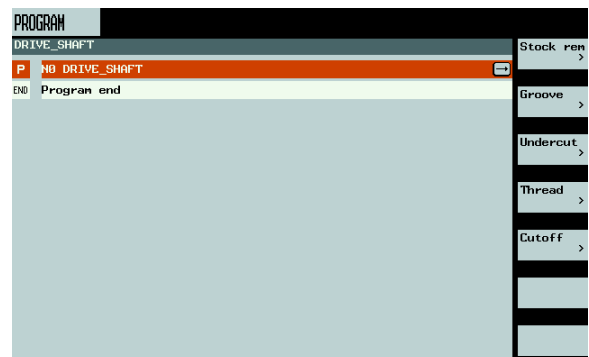 PROGRAM
DRIVE_SHAFT
P N0 DRIVE_SHAFT →
END Program end
Stock rem >
Groove >
Undercut >
Thread >
Cutoff >